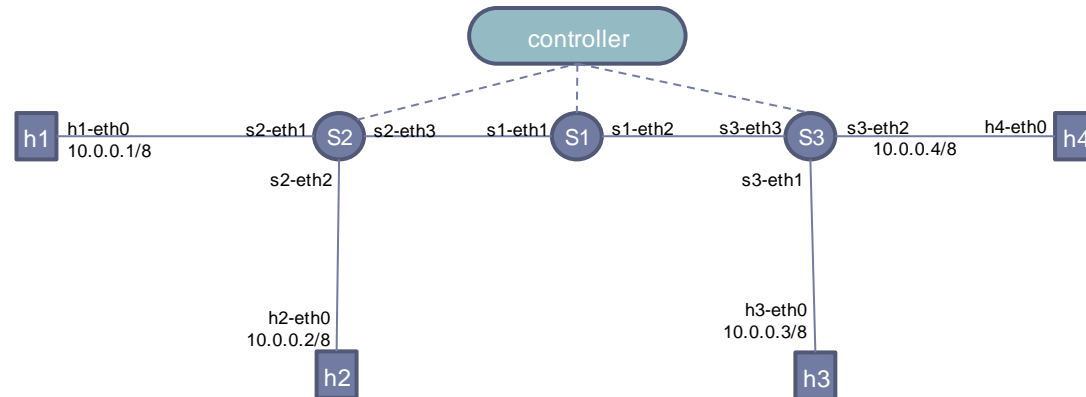 controller
h1
h1-eth0
10.0.0.1/8
s2-eth1
S2
s2-eth3
s2-eth2
s1-eth1
S1
s1-eth2
s3-eth3
S3
s3-eth2
10.0.0.4/8
s3-eth1
h4-eth0
h4
h2-eth0
10.0.0.2/8
h2
h3-eth0
10.0.0.3/8
h3